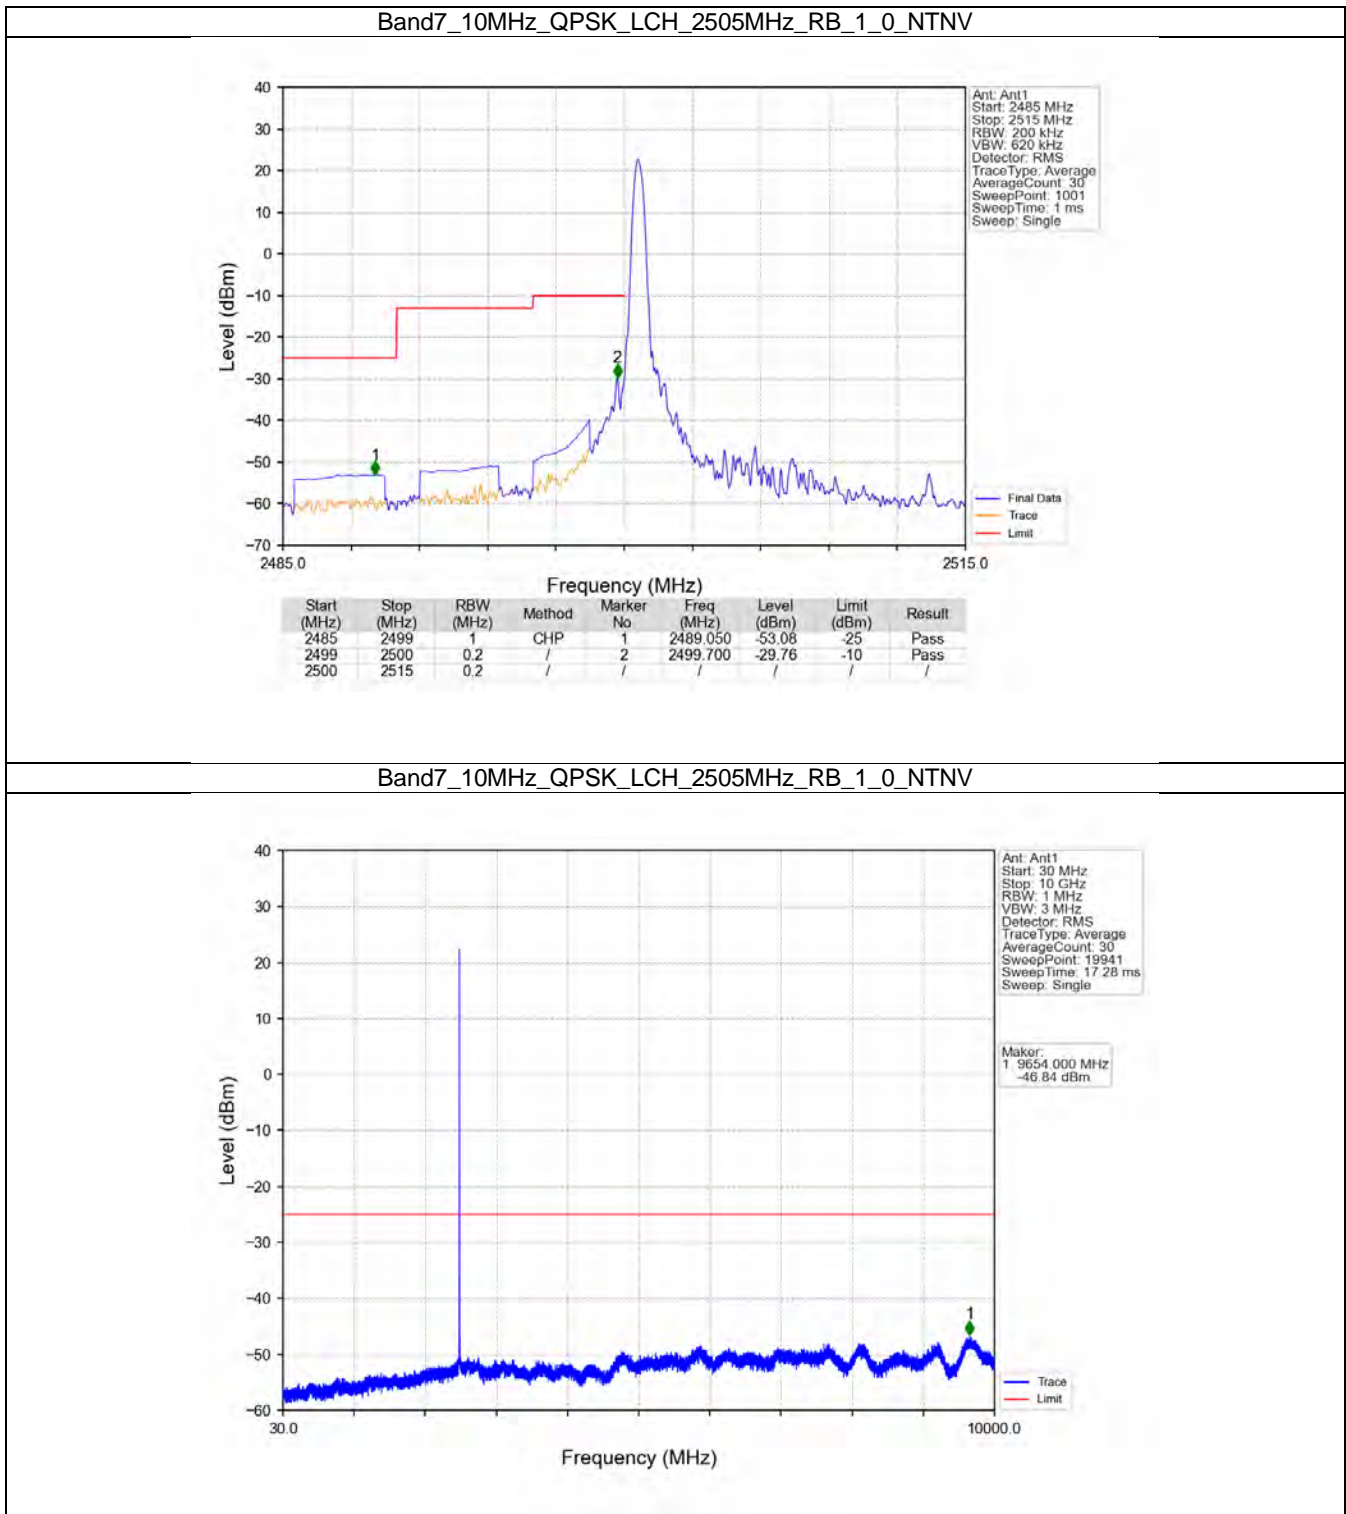 Band7_10MHz_QPSK_LCH_2505MHz_RB_1_0_NTNV
Ant: Ant1
Start: 2485 MHz
Stop: 2515 MHz
RBW: 200 kHz
VBW: 620 kHz
Detector: RMS
TraceType: Average
AverageCount: 30
SweepPoint: 1001
SweepTime: 1 ms
Sweep: Single
40
30
20
10
0
−10
−20
−30
−40
−50
−60
−70
Level (dBm)
1
2
Final Data
Trace
Limit
2485.0 2515.0
Frequency (MHz)
Start (MHz) Stop (MHz) RBW (MHz) Method Marker No Freq (MHz) Level (dBm) Limit (dBm) Result
2485 2499 1 CHP 1 2489.050 -53.08 -25 Pass
2499 2500 0.2 / 2 2499.700 -29.76 -10 Pass
2500 2515 0.2 / / / / / /
Band7_10MHz_QPSK_LCH_2505MHz_RB_1_0_NTNV
Ant: Ant1
Start: 30 MHz
Stop: 10 GHz
RBW: 1 MHz
VBW: 3 MHz
Detector: RMS
TraceType: Average
AverageCount: 30
SweepPoint: 19941
SweepTime: 17.28 ms
Sweep: Single
Maker:
1 9654.000 MHz
-46.84 dBm
40
30
20
10
0
−10
−20
−30
−40
−50
−60
Level (dBm)
1
Trace
Limit
30.0 10000.0
Frequency (MHz)